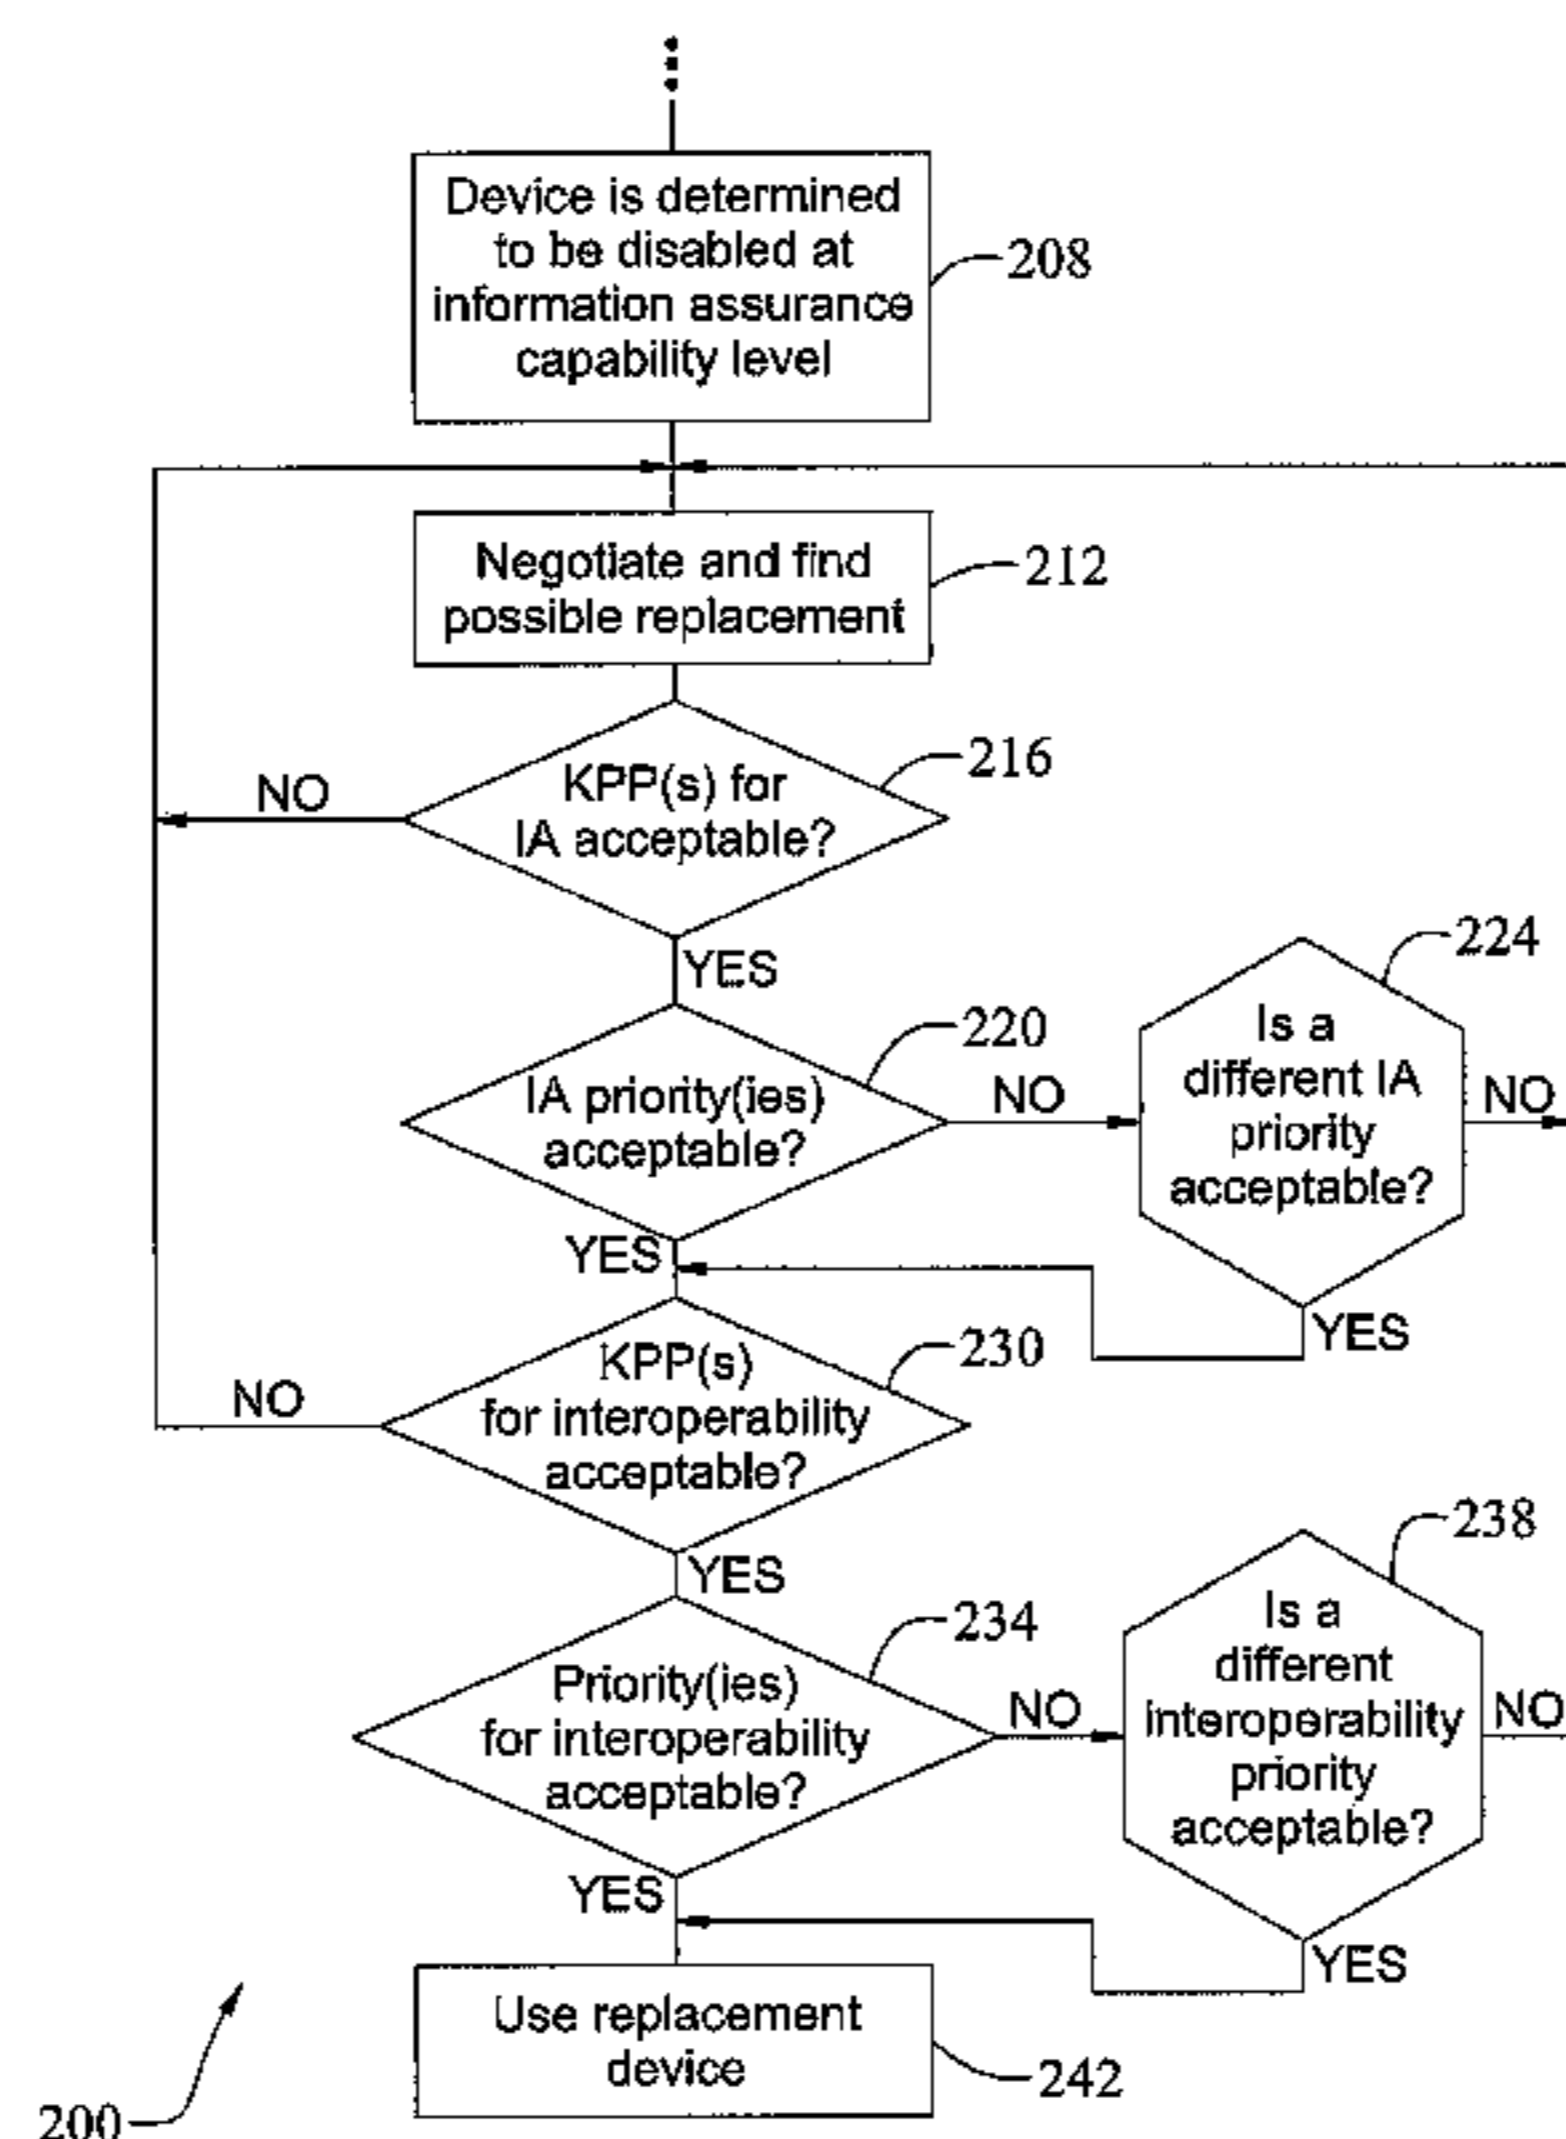 Device is determined
to be disabled at
information assurance
capability level
208
Negotiate and find
possible replacement
212
KPP(s) for
IA acceptable?
216
NO
YES
IA priority(ies)
acceptable?
220
NO
Is a
different IA
priority
acceptable?
224
NO
YES
YES
KPP(s)
for interoperability
acceptable?
230
NO
YES
Priority(ies)
for interoperability
acceptable?
234
NO
Is a
different
interoperability
priority
acceptable?
238
NO
YES
YES
Use replacement
device
242
200